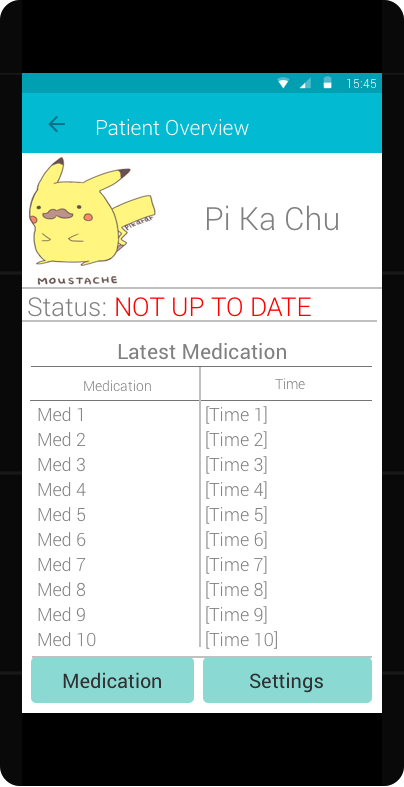 15:45
Patient Overview
Pi Ka Chu
Pikarar
MOUSTACHE
Status: NOT UP TO DATE
Latest Medication
Medication Time
Med 1 [Time 1]
Med 2 [Time 2]
Med 3 [Time 3]
Med 4 [Time 4]
Med 5 [Time 5]
Med 6 [Time 6]
Med 7 [Time 7]
Med 8 [Time 8]
Med 9 [Time 9]
Med 10 [Time 10]
Medication Settings